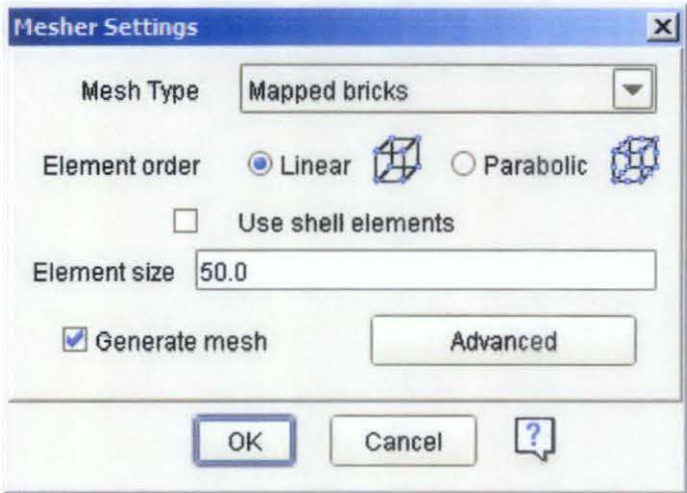 Mesher Settings
Mesh Type Mapped bricks
Element order Linear Parabolic
Use shell elements
Element size 50.0
Generate mesh Advanced
OK Cancel ?